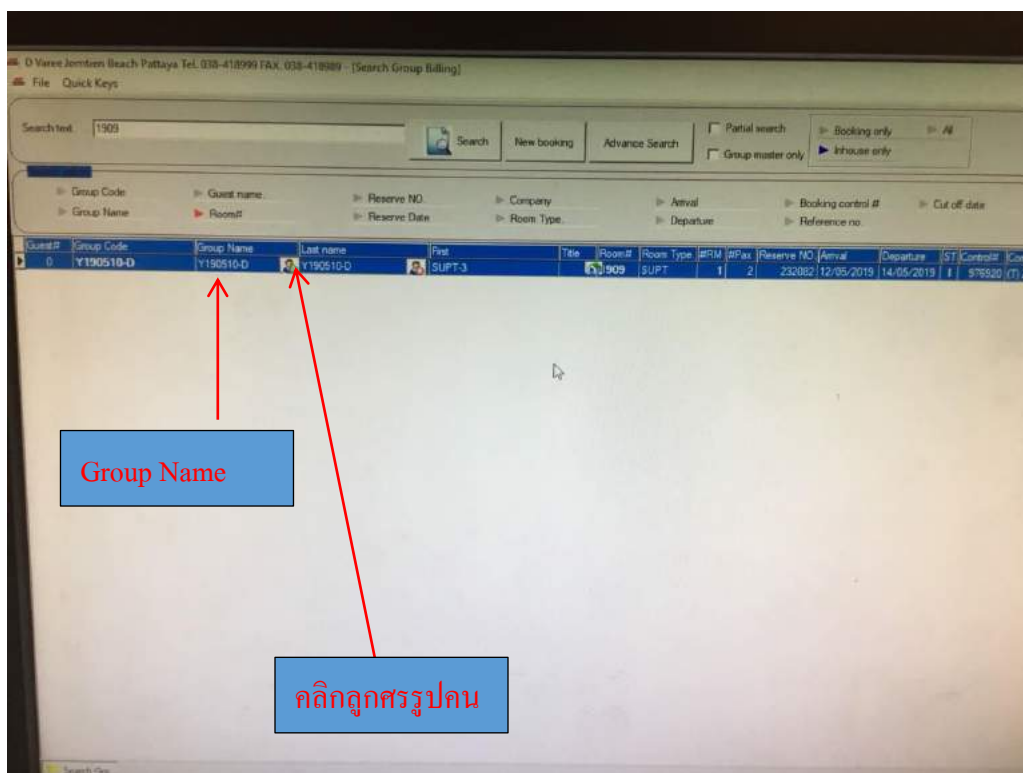 D Varee Jomtien Beach Pattaya Tel. 038-418999 FAX. 038-418989 - [Search Group Billing]
File Quick Keys
Search text 1909 Search New booking Advance Search Partial search Booking only All
Group master only Inhouse only
Group Code Guest name Reserve NO. Company Arrival Booking control # Cut off date
Group Name Room# Reserve Date Room Type Departure Reference no.
Guest# Group Code Group Name Last name First Title Room# Room Type #RM #Pax Reserve NO. Arrival Departure ST Control#
0 Y190510-D Y190510-D Y190510-D SUPT-3 1909 SUPT 1 2 232082 12/05/2019 14/05/2019 I 976920 (T)
Group Name
คลิกลูกศรรูปคน